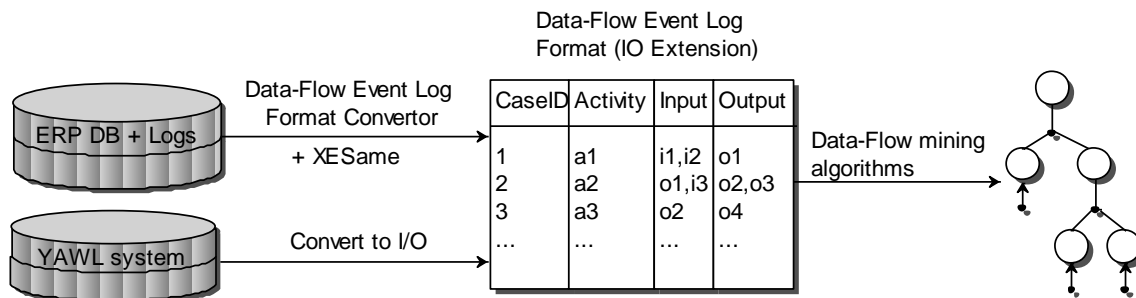 Data-Flow Event Log
Format (IO Extension)
Data-Flow Event Log
Format Convertor
+ XESame
ERP DB + Logs
YAWL system
Convert to I/O
CaseID Activity Input Output
1 a1 i1,i2 o1
2 a2 o1,i3 o2,o3
3 a3 o2 o4
... ... ... ...
Data-Flow mining
algorithms